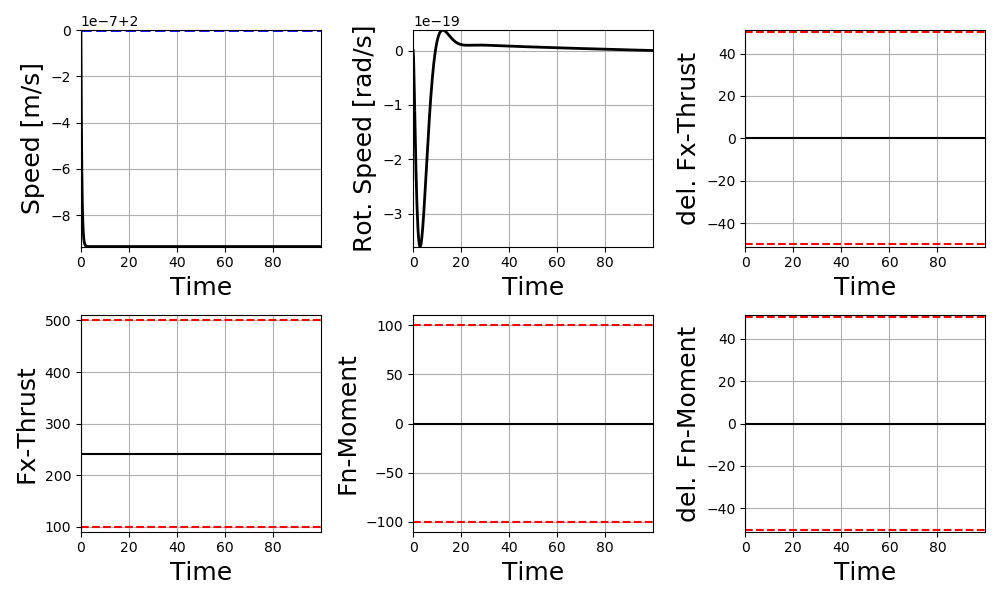 1e−7+2
Speed [m/s]
0
−2
−4
−6
−8
0 20 40 60 80
Time
1e−19
Rot. Speed [rad/s]
0
−1
−2
−3
0 20 40 60 80
Time
del. Fx-Thrust
40
20
0
−20
−40
0 20 40 60 80
Time
Fx-Thrust
500
400
300
200
100
0 20 40 60 80
Time
Fn-Moment
100
50
0
−50
−100
0 20 40 60 80
Time
del. Fn-Moment
40
20
0
−20
−40
0 20 40 60 80
Time